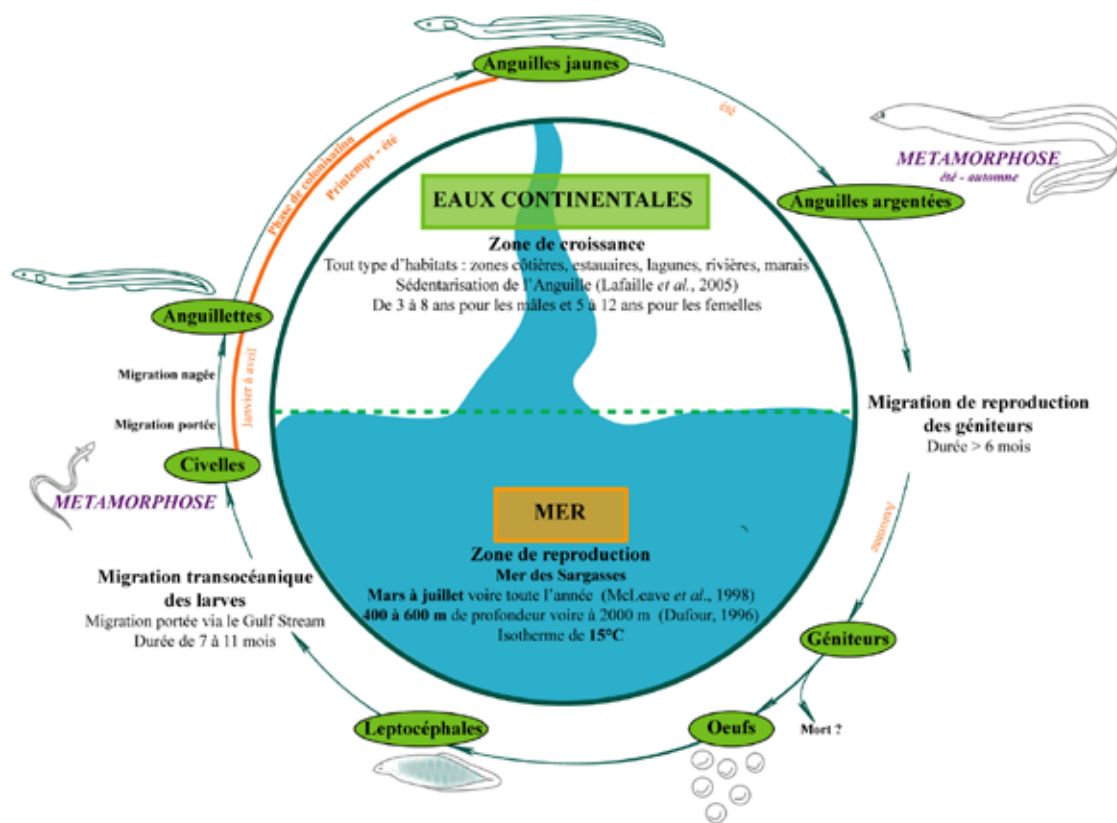 Anguilles jaunes
été
METAMORPHOSE
été - automne
Anguilles argentées
Phase de colonisation
Printemps - été
EAUX CONTINENTALES
Zone de croissance
Tout type d'habitats : zones côtières, estauaires, lagunes, rivières, marais
Sédentarisation de l'Anguille (Lafaille et al., 2005)
De 3 à 8 ans pour les mâles et 5 à 12 ans pour les femelles
Anguillettes
Migration nagée
Janvier à avril
Migration portée
Civelles
METAMORPHOSE
Migration de reproduction
des géniteurs
Durée > 6 mois
Automne
MER
Zone de reproduction
Mer des Sargasses
Mars à juillet voire toute l'année (McLeave et al., 1998)
400 à 600 m de profondeur voire à 2000 m (Dufour, 1996)
Isotherme de 15°C
Migration transocéanique
des larves
Migration portée via le Gulf Stream
Durée de 7 à 11 mois
Géniteurs
Mort ?
Oeufs
Leptocéphales